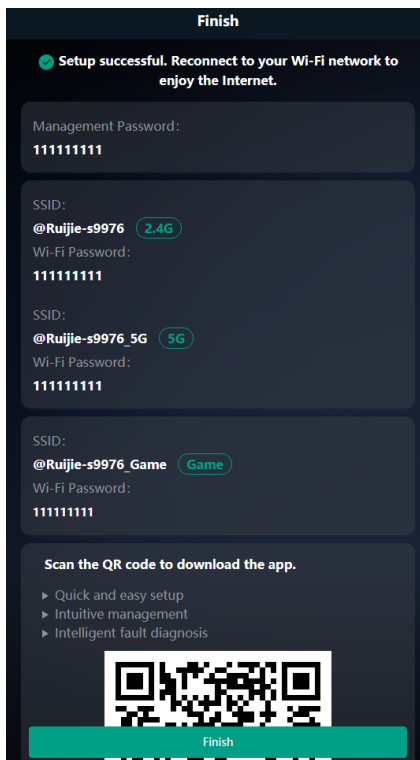 Finish
Setup successful. Reconnect to your Wi-Fi network to
enjoy the Internet.
Management Password:
111111111
SSID:
@Ruijie-s9976 2.4G
Wi-Fi Password:
111111111
SSID:
@Ruijie-s9976_5G 5G
Wi-Fi Password:
111111111
SSID:
@Ruijie-s9976_Game Game
Wi-Fi Password:
111111111
Scan the QR code to download the app.
Quick and easy setup
Intuitive management
Intelligent fault diagnosis
Finish